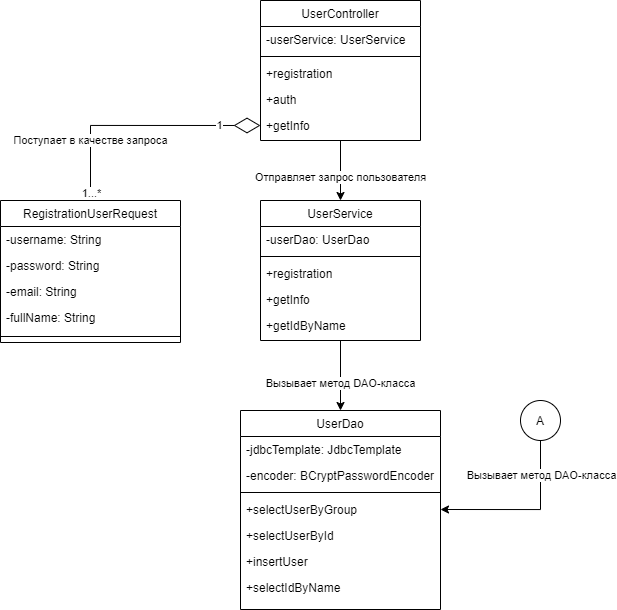 UserController
-userService: UserService
+registration
+auth
+getInfo
1
Поступает в качестве запроса
1...*
Отправляет запрос пользователя
RegistrationUserRequest
-username: String
-password: String
-email: String
-fullName: String
UserService
-userDao: UserDao
+registration
+getInfo
+getIdByName
Вызывает метод DAO-класса
UserDao
-jdbcTemplate: JdbcTemplate
-encoder: BCryptPasswordEncoder
+selectUserByGroup
+selectUserById
+insertUser
+selectIdByName
A
Вызывает метод DAO-класса